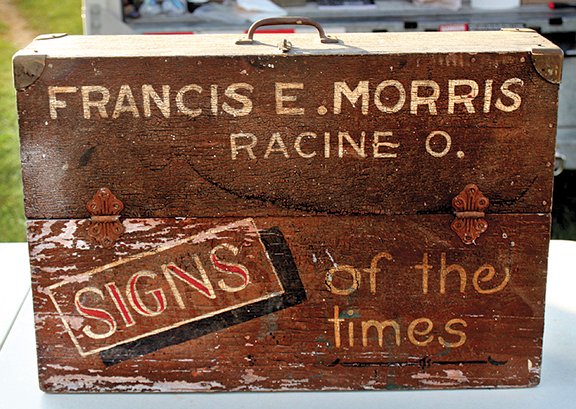 FRANCIS E. MORRIS
RACINE O.
SIGNS of the
times